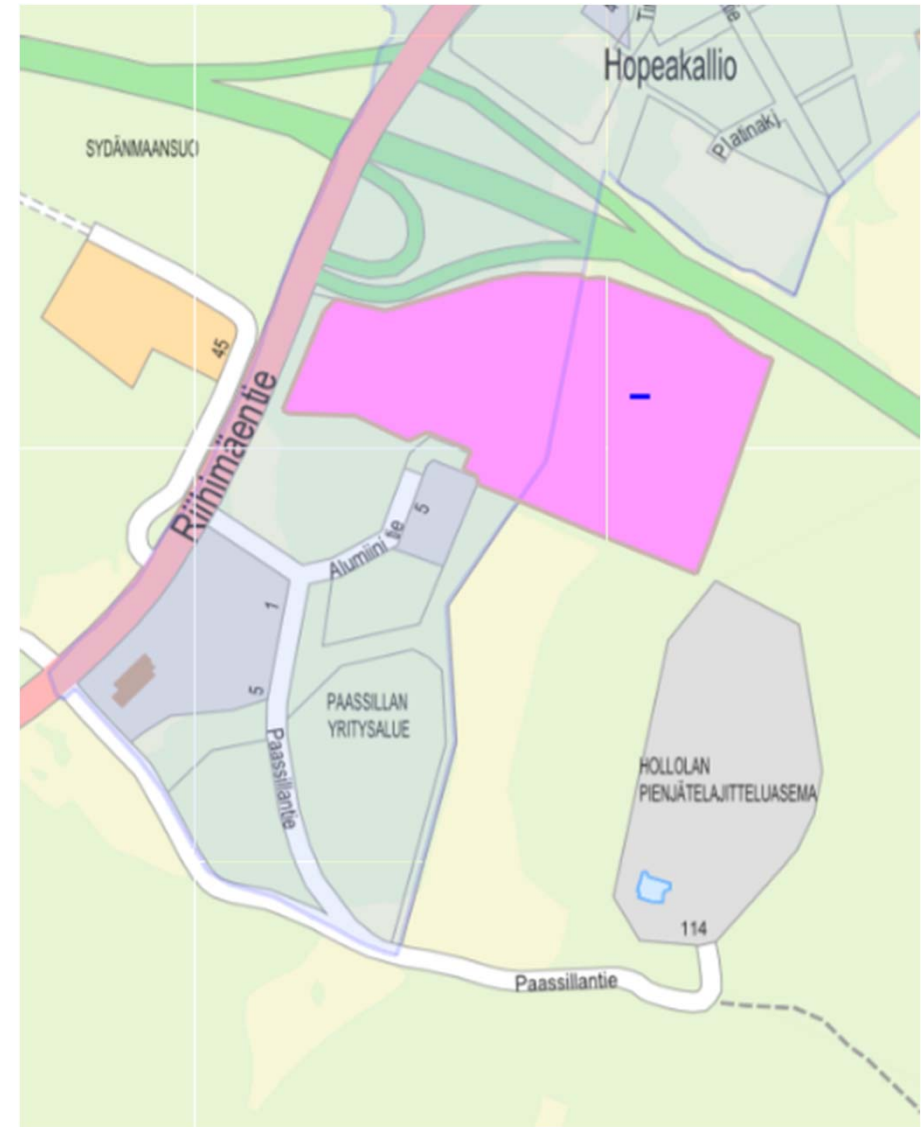 Hopeakallio
Platinakj.
SYDÄNMAANSUO
45
Riihimäentie
5
Alumiinitie
1
5
PAASSILLAN
YRITYSALUE
Paassillantie
HOLLOLAN
PIENJÄTELAJITTELUASEMA
114
Paassillantie